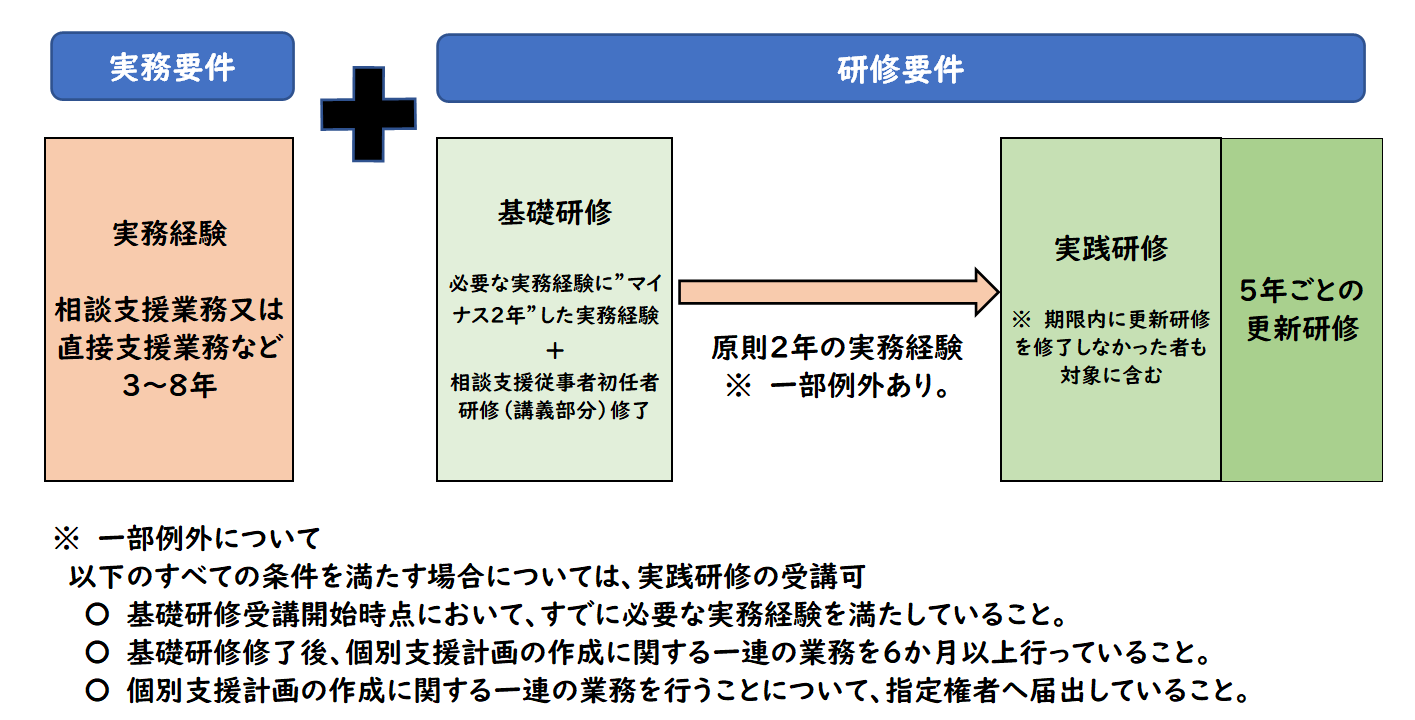 実務要件
研修要件
実務経験
相談支援業務又は
直接支援業務など
3～8年
基礎研修
必要な実務経験に”マイ
ナス2年”した実務経験
＋
相談支援従事者初任者
研修（講義部分）修了
原則2年の実務経験
※ 一部例外あり。
実践研修
※ 期限内に更新研修
を修了しなかった者も
対象に含む
5年ごとの
更新研修
※ 一部例外について
以下のすべての条件を満たす場合については、実践研修の受講可
〇 基礎研修受講開始時点において、すでに必要な実務経験を満たしていること。
〇 基礎研修修了後、個別支援計画の作成に関する一連の業務を6か月以上行っていること。
〇 個別支援計画の作成に関する一連の業務を行うことについて、指定権者へ届出していること。